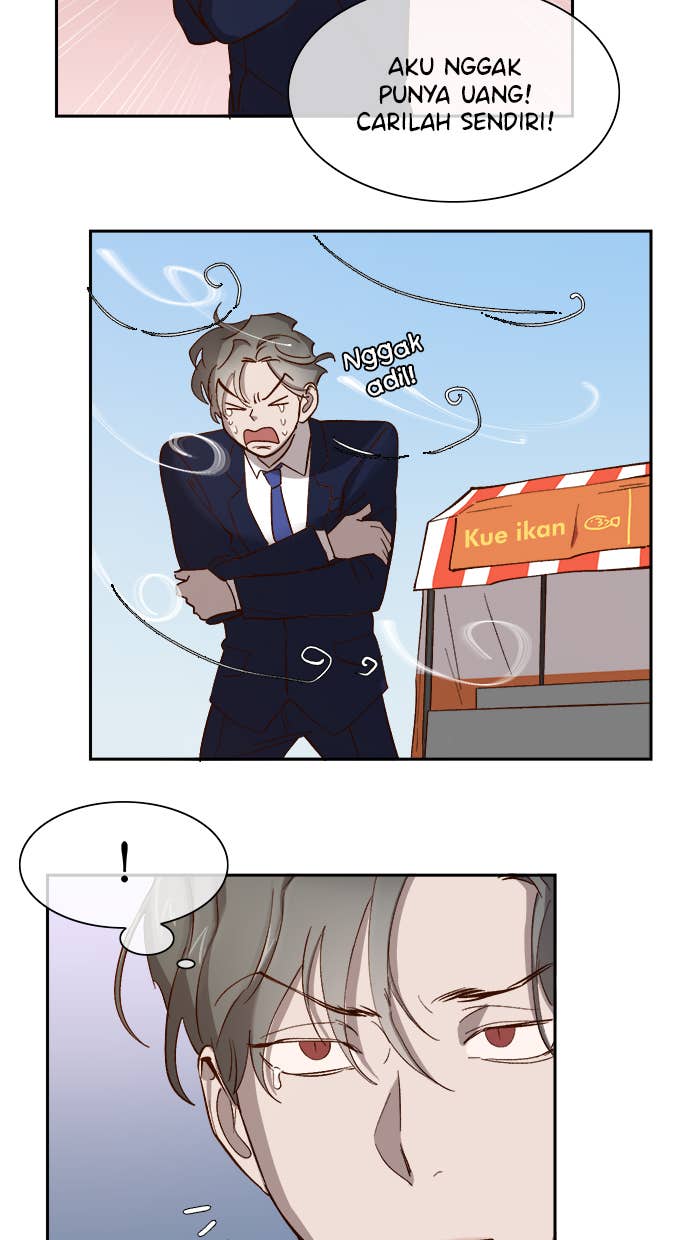 AKU NGGAK
PUNYA UANG!
CARILAH SENDIRI!
Nggak
adil!
Kue ikan
!